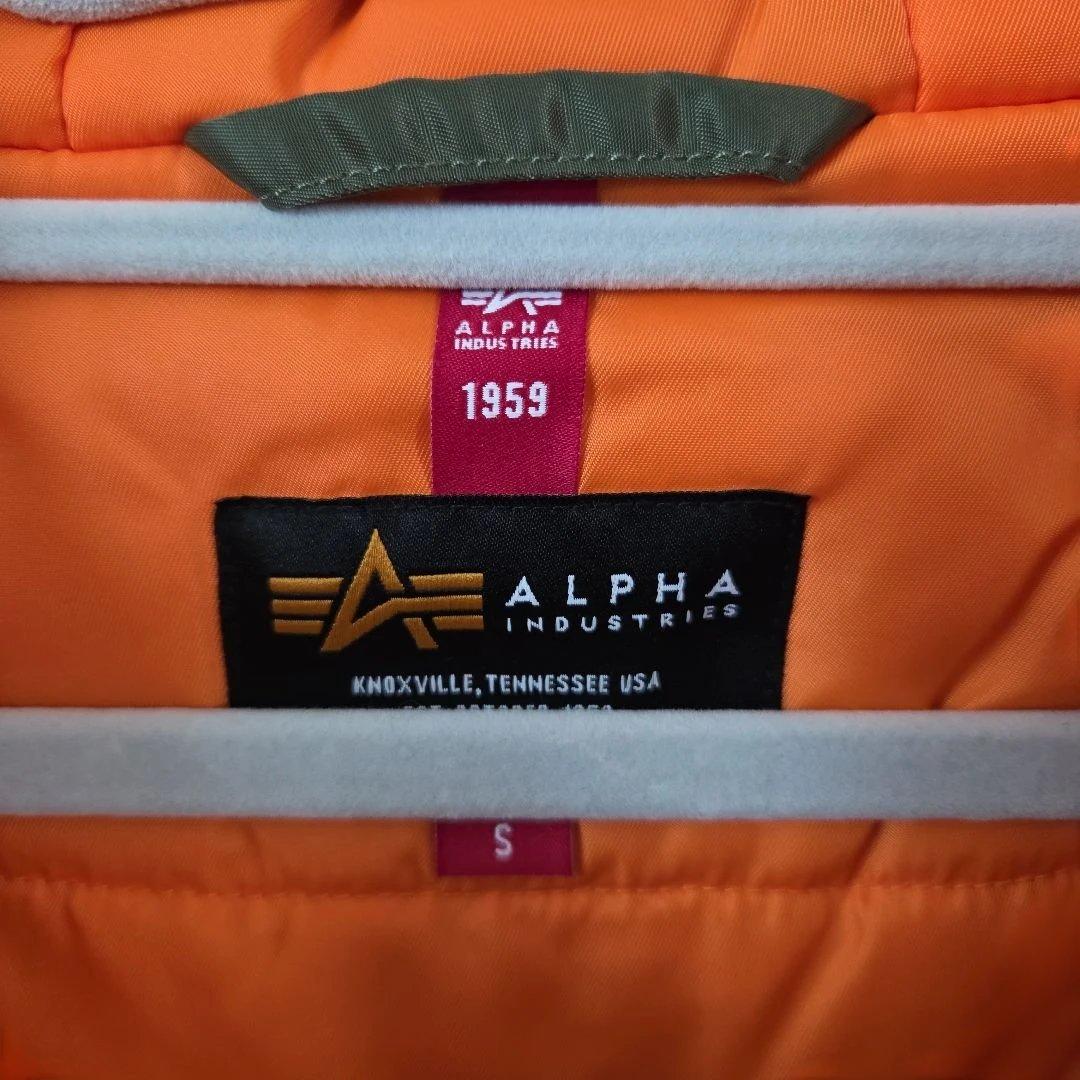 ALPHA
INDUSTRIES
1959
ALPHA
INDUSTRIES
KNOXVILLE, TENNESSEE USA
S